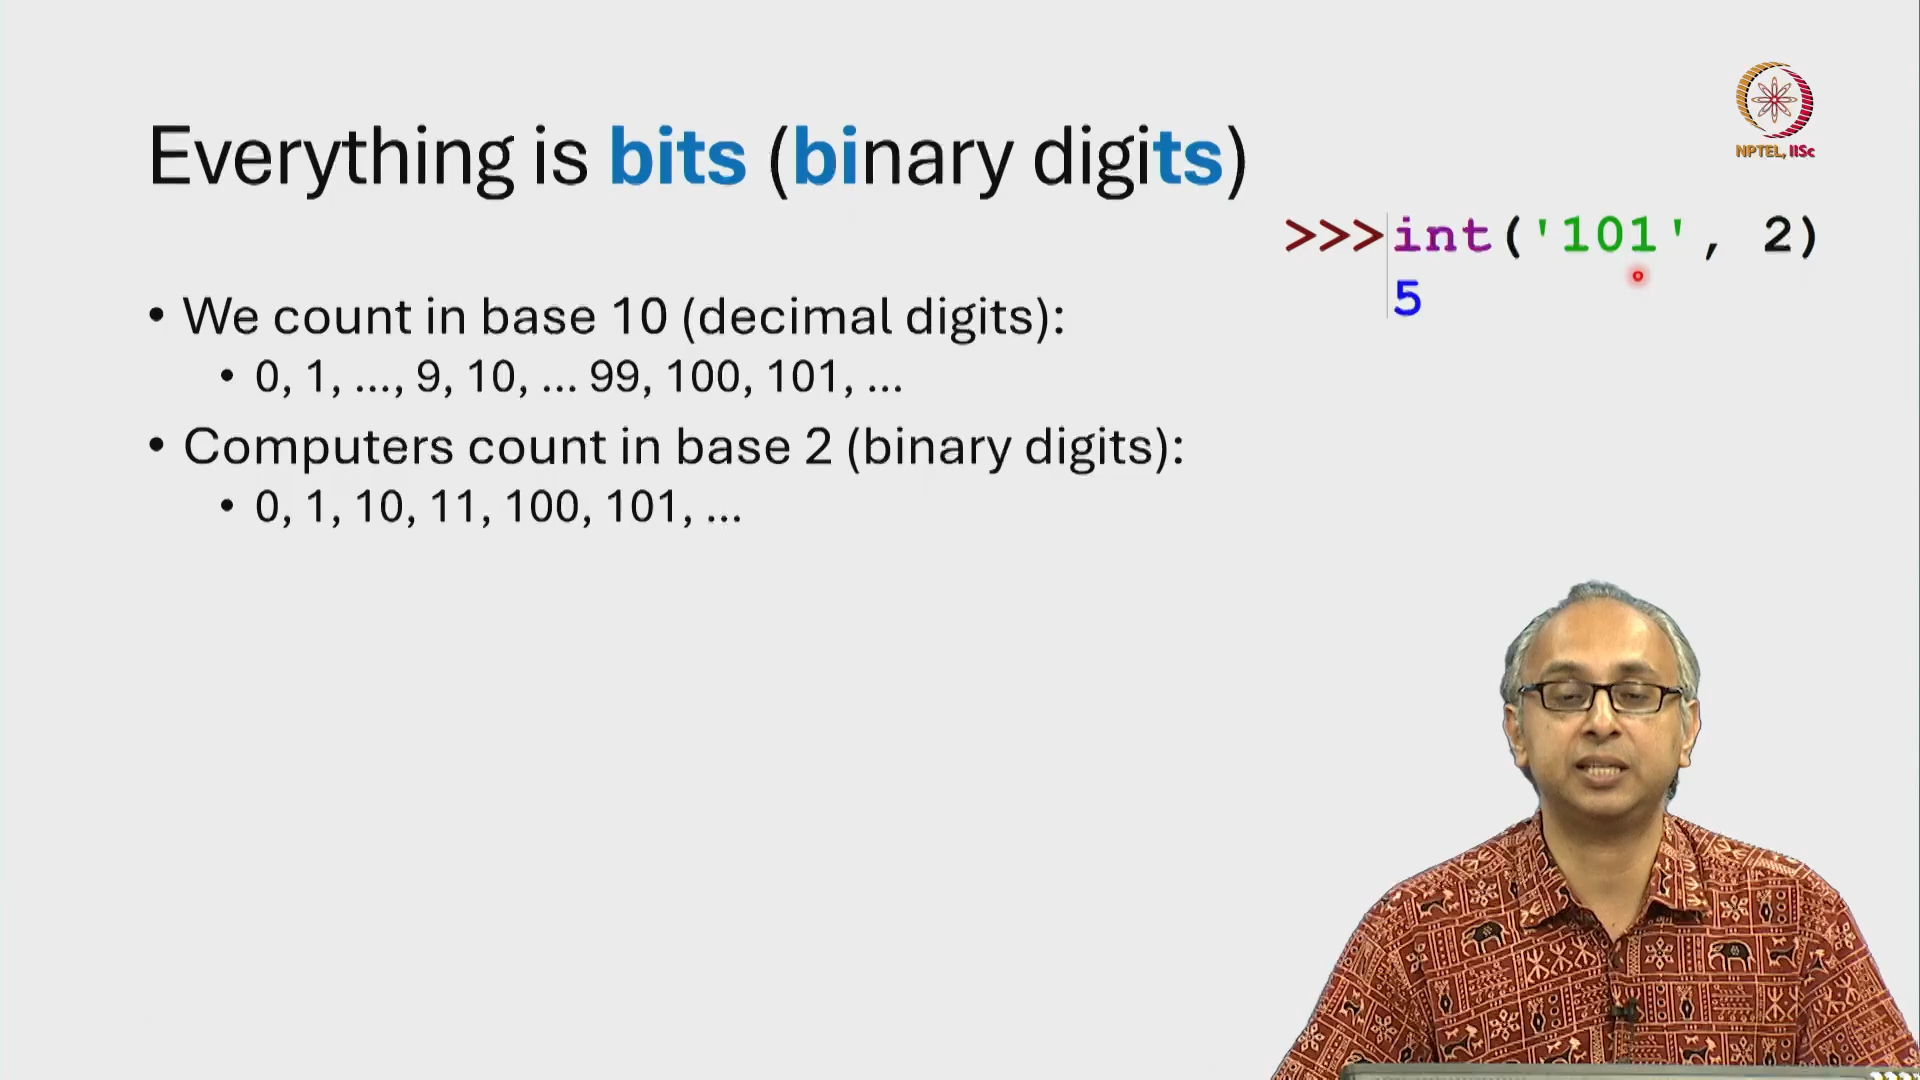 NPTEL, IISc
Everything is bits (binary digits)
>>> int('101', 2)
5
• We count in base 10 (decimal digits):
• 0, 1, ..., 9, 10, ... 99, 100, 101, ...
• Computers count in base 2 (binary digits):
• 0, 1, 10, 11, 100, 101, ...